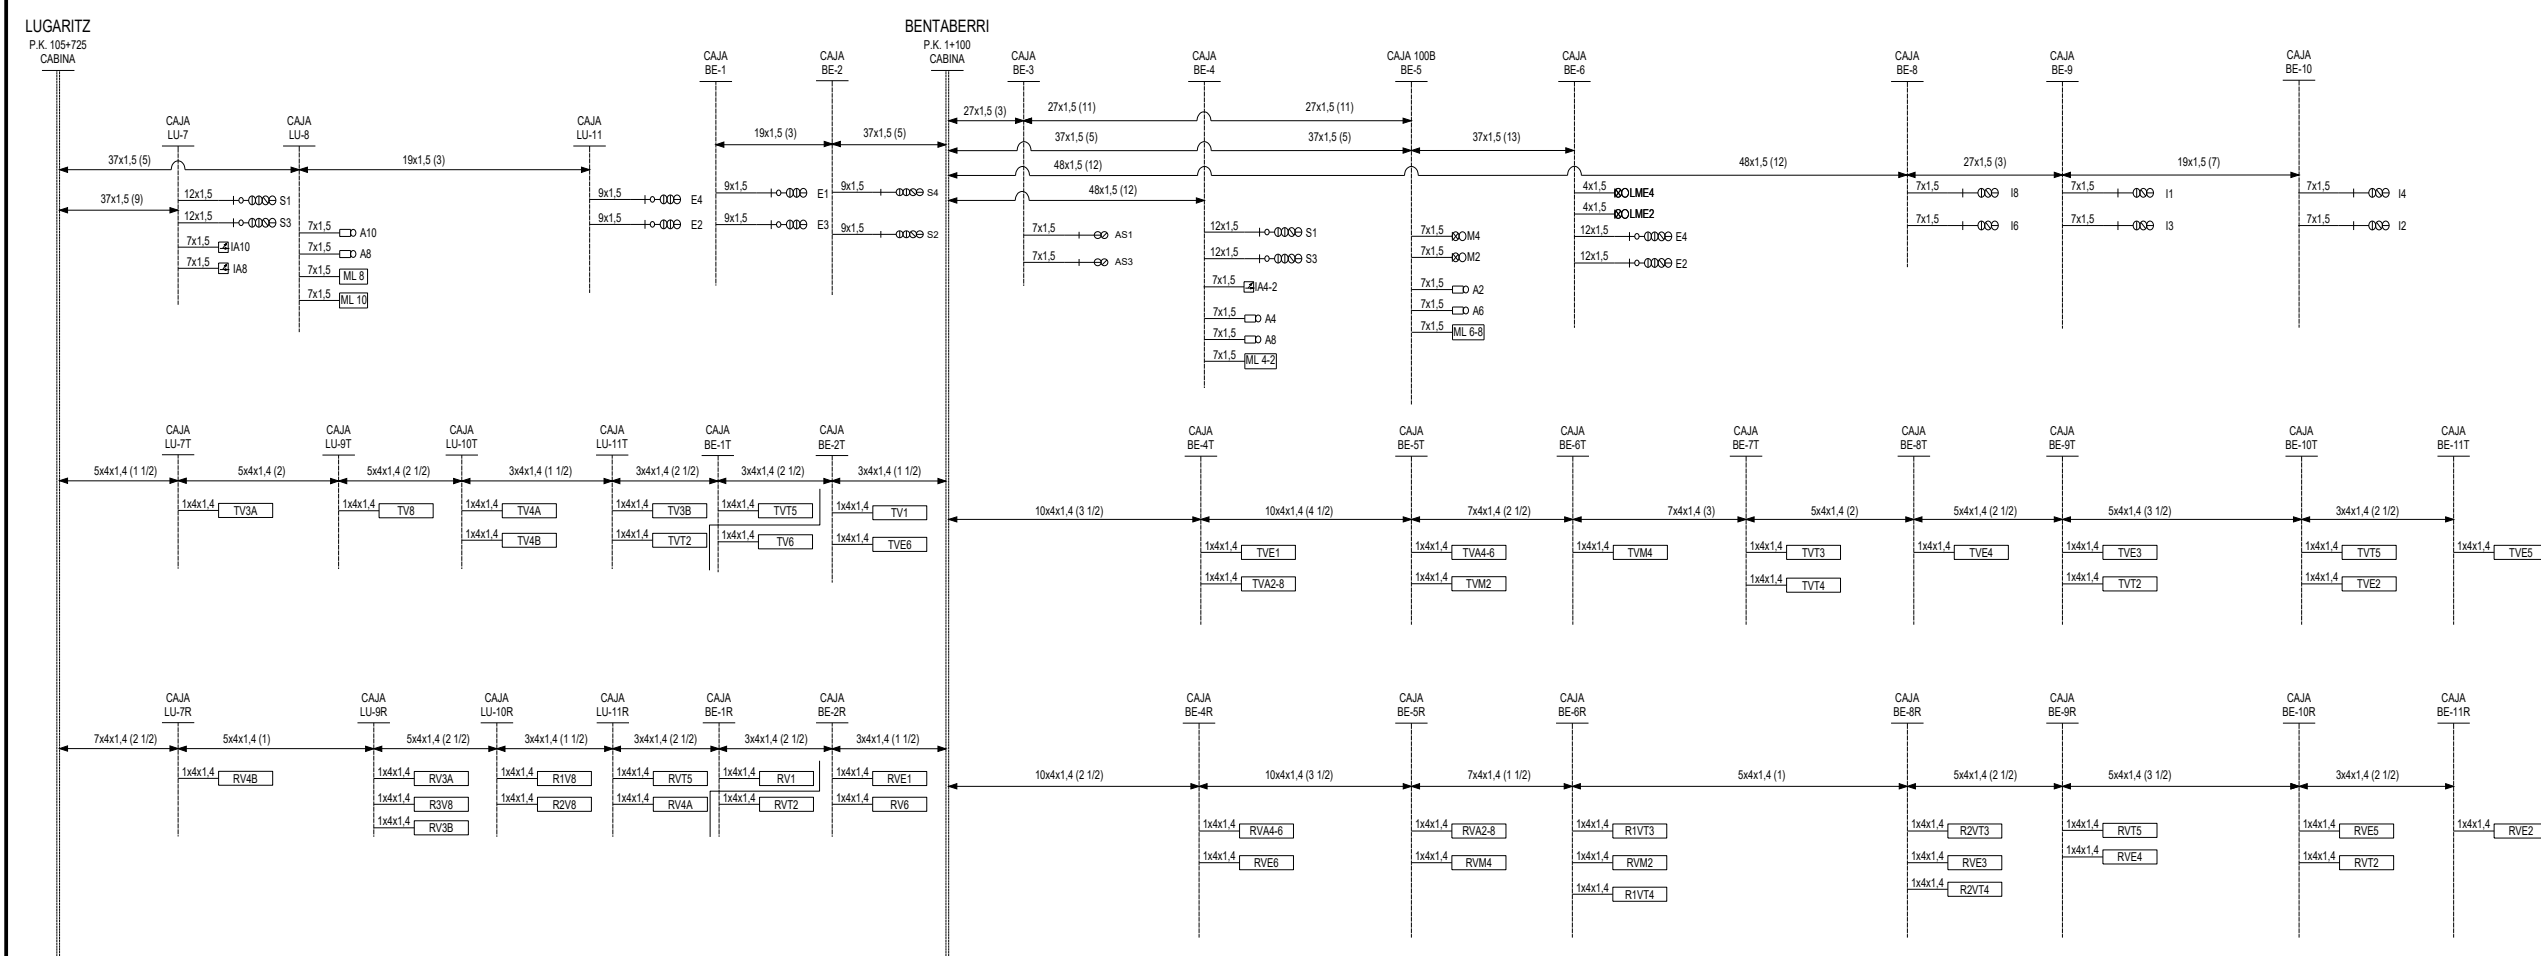 LUGARITZ
P.K. 105+725
CABINA
BENTABERRI
P.K. 1+100
CABINA
CAJA
LU-7
CAJA
LU-8
CAJA
LU-11
CAJA
BE-1
CAJA
BE-2
CAJA
BE-3
CAJA
BE-4
CAJA 100B
BE-5
CAJA
BE-6
CAJA
BE-8
CAJA
BE-9
CAJA
BE-10
37x1,5 (5)
19x1,5 (3)
37x1,5 (9)
19x1,5 (3)
37x1,5 (5)
27x1,5 (3)
27x1,5 (11)
27x1,5 (11)
37x1,5 (5)
37x1,5 (5)
37x1,5 (13)
48x1,5 (12)
48x1,5 (12)
27x1,5 (3)
19x1,5 (7)
48x1,5 (12)
12x1,5 S1
12x1,5 S3
7x1,5 IA10
7x1,5 IA8
7x1,5 A10
7x1,5 A8
7x1,5 ML 8
7x1,5 ML 10
9x1,5 E4
9x1,5 E2
9x1,5 E1
9x1,5 E3
9x1,5 S4
9x1,5 S2
7x1,5 AS1
7x1,5 AS3
12x1,5 S1
12x1,5 S3
7x1,5 IA4-2
7x1,5 A4
7x1,5 A8
7x1,5 ML 4-2
7x1,5 M4
7x1,5 M2
7x1,5 A2
7x1,5 A6
7x1,5 ML 6-8
4x1,5 LME4
4x1,5 LME2
12x1,5 E4
12x1,5 E2
7x1,5 I8
7x1,5 I6
7x1,5 I1
7x1,5 I3
7x1,5 I4
7x1,5 I2
CAJA
LU-7T
CAJA
LU-9T
CAJA
LU-10T
CAJA
LU-11T
CAJA
BE-1T
CAJA
BE-2T
CAJA
BE-4T
CAJA
BE-5T
CAJA
BE-6T
CAJA
BE-7T
CAJA
BE-8T
CAJA
BE-9T
CAJA
BE-10T
CAJA
BE-11T
5x4x1,4 (1 1/2)
5x4x1,4 (2)
5x4x1,4 (2 1/2)
3x4x1,4 (1 1/2)
3x4x1,4 (2 1/2)
3x4x1,4 (2 1/2)
3x4x1,4 (1 1/2)
10x4x1,4 (3 1/2)
10x4x1,4 (4 1/2)
7x4x1,4 (2 1/2)
7x4x1,4 (3)
5x4x1,4 (2)
5x4x1,4 (2 1/2)
5x4x1,4 (3 1/2)
3x4x1,4 (2 1/2)
1x4x1,4 TV3A
1x4x1,4 TV8
1x4x1,4 TV4A
1x4x1,4 TV4B
1x4x1,4 TV3B
1x4x1,4 TVT2
1x4x1,4 TVT5
1x4x1,4 TV6
1x4x1,4 TV1
1x4x1,4 TVE6
1x4x1,4 TVE1
1x4x1,4 TVA2-8
1x4x1,4 TVA4-6
1x4x1,4 TVM2
1x4x1,4 TVM4
1x4x1,4 TVT3
1x4x1,4 TVT4
1x4x1,4 TVE4
1x4x1,4 TVE3
1x4x1,4 TVT2
1x4x1,4 TVT5
1x4x1,4 TVE2
1x4x1,4 TVE5
CAJA
LU-7R
CAJA
LU-9R
CAJA
LU-10R
CAJA
LU-11R
CAJA
BE-1R
CAJA
BE-2R
CAJA
BE-4R
CAJA
BE-5R
CAJA
BE-6R
CAJA
BE-8R
CAJA
BE-9R
CAJA
BE-10R
CAJA
BE-11R
7x4x1,4 (2 1/2)
5x4x1,4 (1)
5x4x1,4 (2 1/2)
3x4x1,4 (1 1/2)
3x4x1,4 (2 1/2)
3x4x1,4 (2 1/2)
3x4x1,4 (1 1/2)
10x4x1,4 (2 1/2)
10x4x1,4 (3 1/2)
7x4x1,4 (1 1/2)
5x4x1,4 (1)
5x4x1,4 (2 1/2)
5x4x1,4 (3 1/2)
3x4x1,4 (2 1/2)
1x4x1,4 RV4B
1x4x1,4 RV3A
1x4x1,4 R3V8
1x4x1,4 RV3B
1x4x1,4 R1V8
1x4x1,4 R2V8
1x4x1,4 RVT5
1x4x1,4 RV4A
1x4x1,4 RV1
1x4x1,4 RVT2
1x4x1,4 RVE1
1x4x1,4 RV6
1x4x1,4 RVA4-6
1x4x1,4 RVE6
1x4x1,4 RVA2-8
1x4x1,4 RVM4
1x4x1,4 R1VT3
1x4x1,4 RVM2
1x4x1,4 R1VT4
1x4x1,4 R2VT3
1x4x1,4 RVE3
1x4x1,4 R2VT4
1x4x1,4 RVT5
1x4x1,4 RVE4
1x4x1,4 RVE5
1x4x1,4 RVT2
1x4x1,4 RVE2